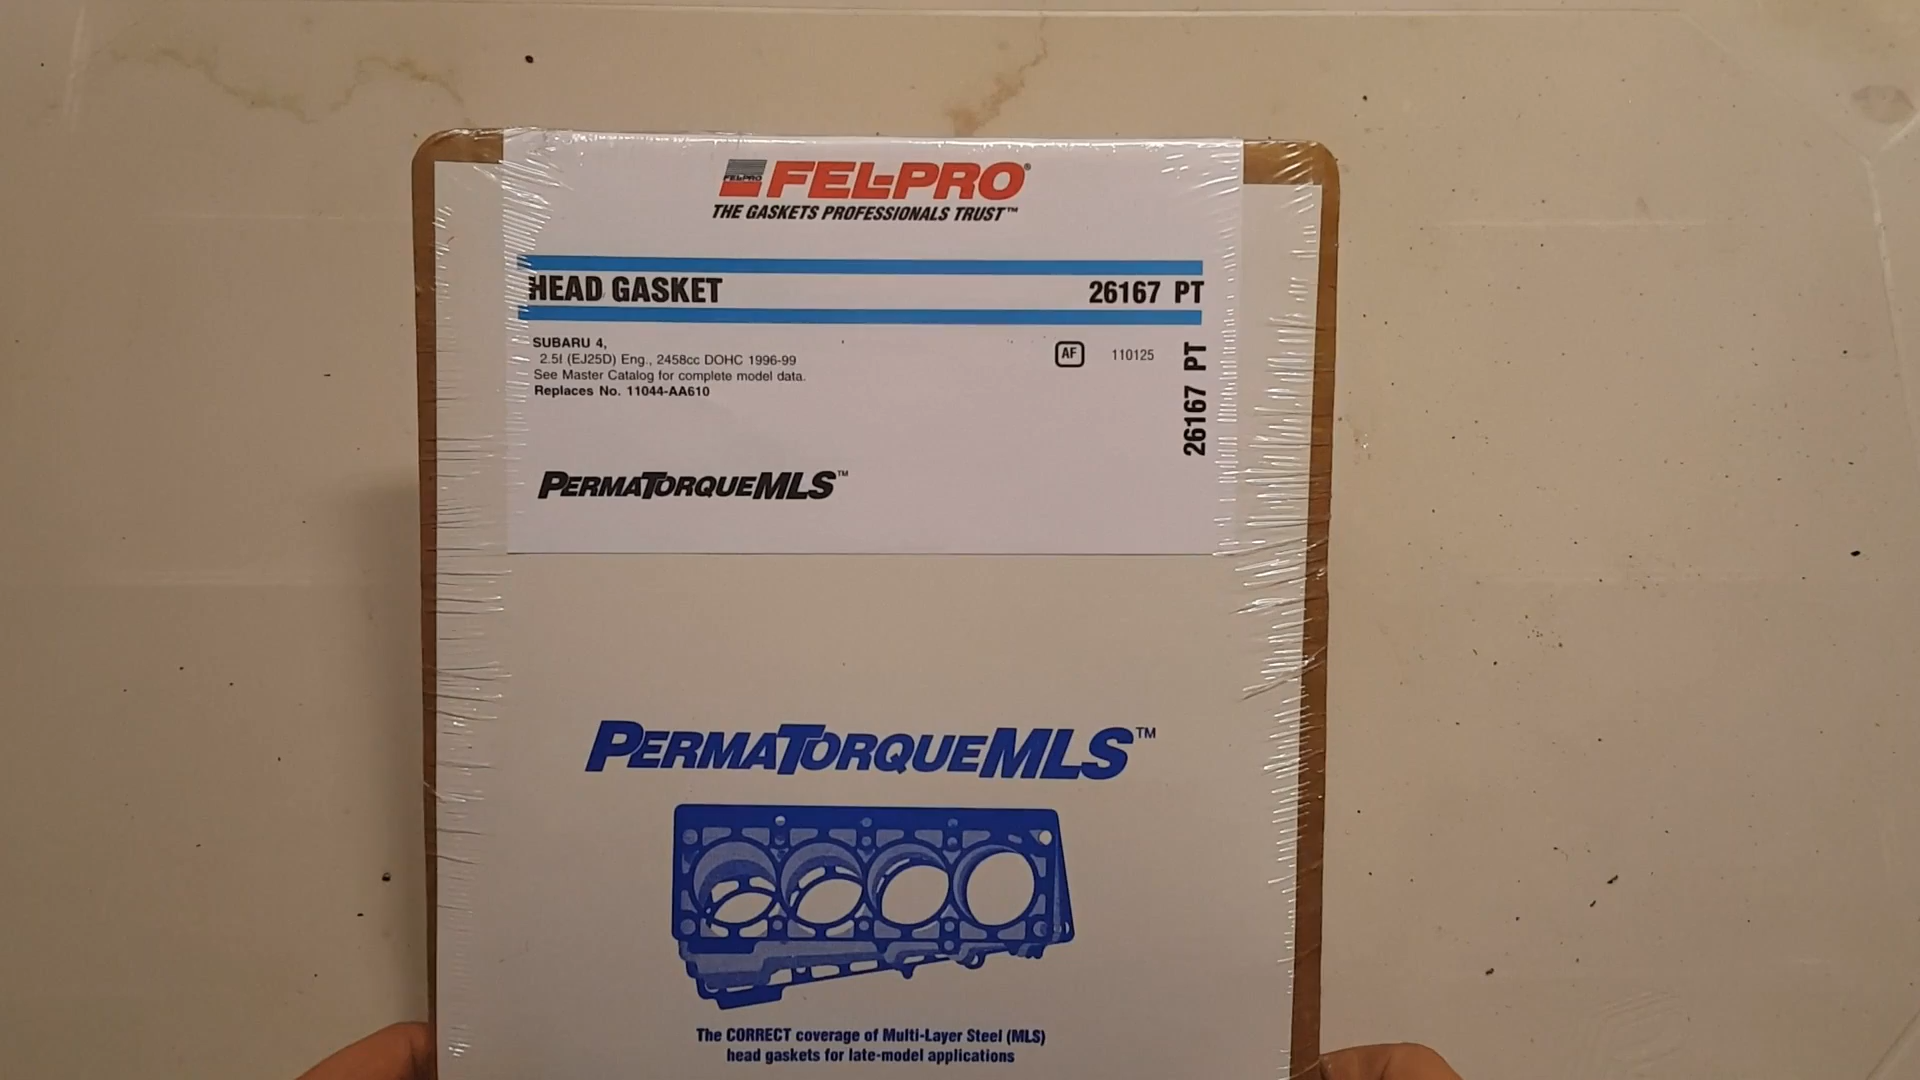 FEL-PRO
FEL-PRO®
THE GASKETS PROFESSIONALS TRUST™
HEAD GASKET 26167 PT
SUBARU 4,
2.5l (EJ25D) Eng., 2458cc DOHC 1996-99
See Master Catalog for complete model data.
Replaces No. 11044-AA610
AF 110125
26167 PT
PERMATORQUEMLS™
PERMATORQUEMLS™
The CORRECT coverage of Multi-Layer Steel (MLS)
head gaskets for late-model applications